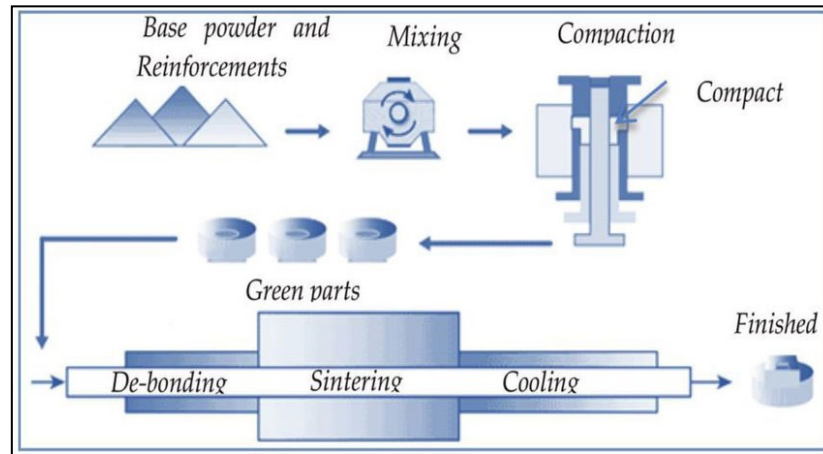 Base powder and
Reinforcements
Mixing
Compaction
Compact
Green parts
Finished
De-bonding
Sintering
Cooling